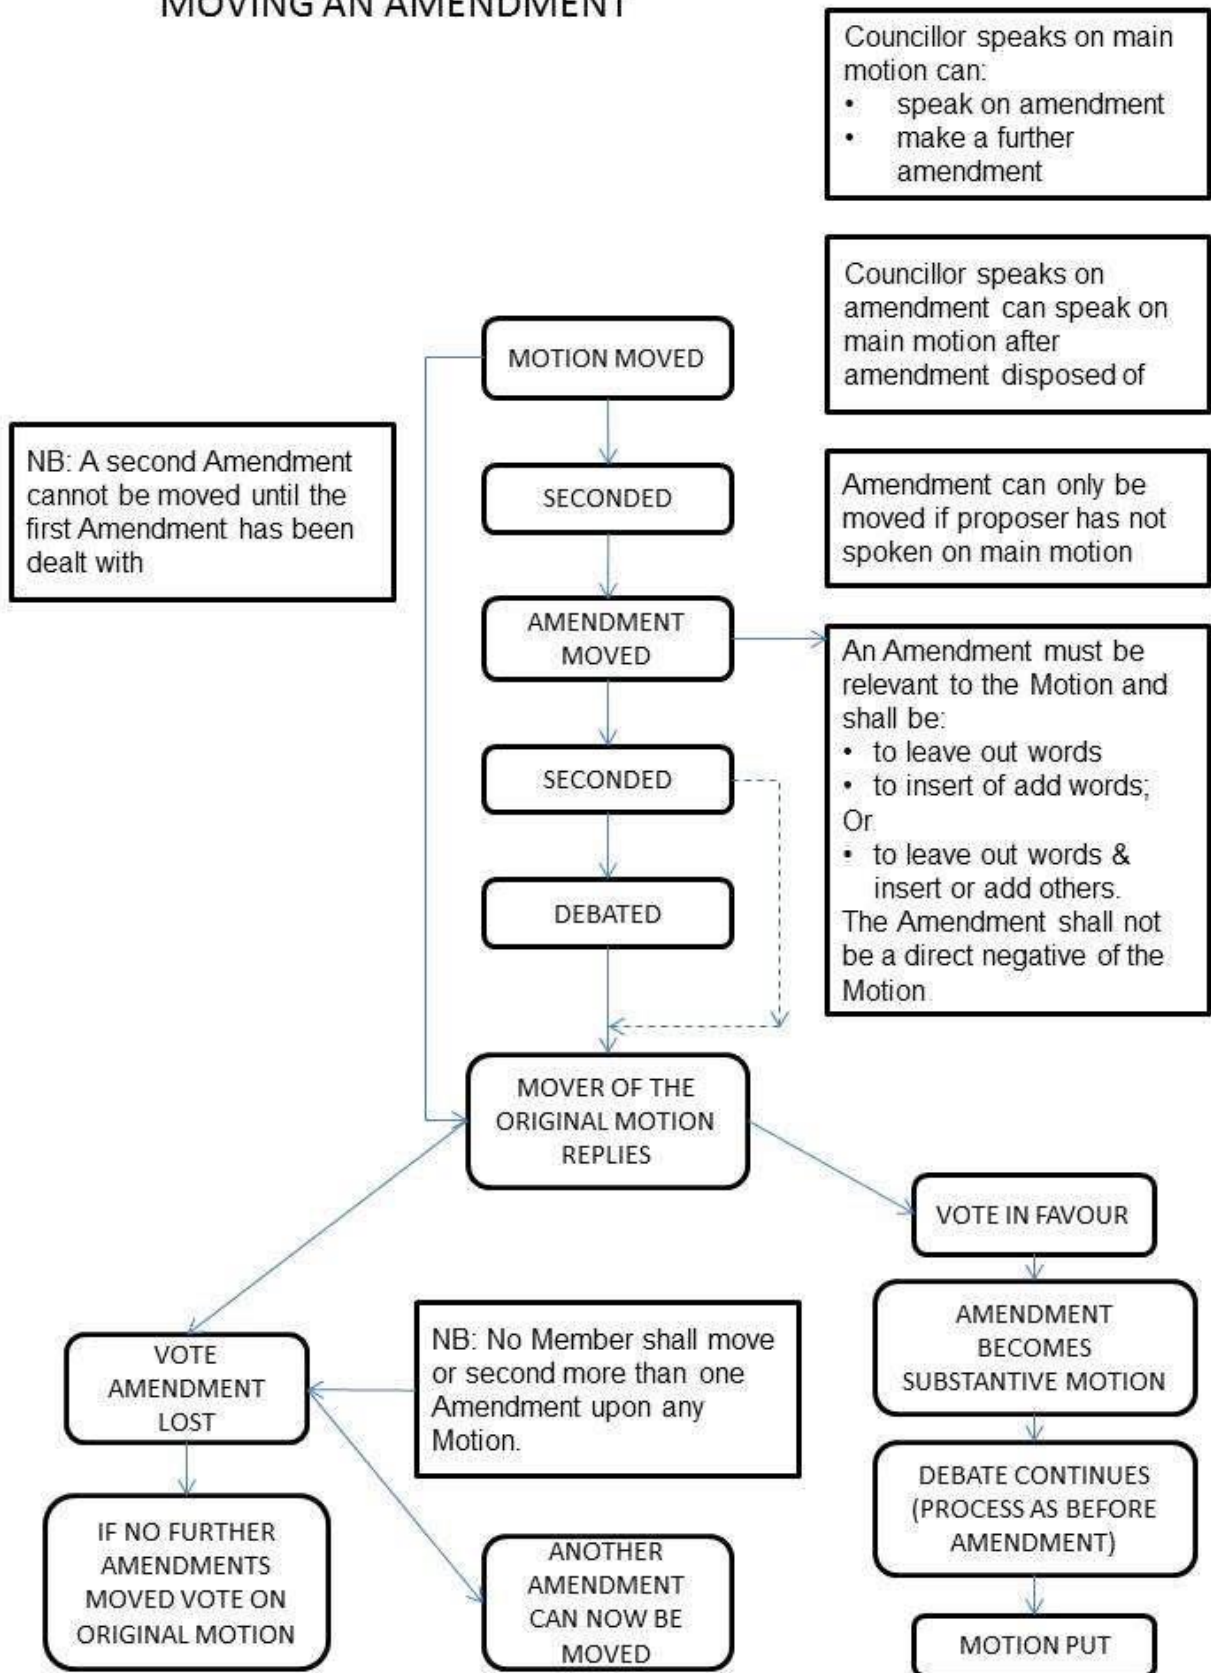 MOVING AN AMENDMENT
Councillor speaks on main
motion can:
• speak on amendment
• make a further
amendment
Councillor speaks on
amendment can speak on
main motion after
amendment disposed of
MOTION MOVED
NB: A second Amendment
cannot be moved until the
first Amendment has been
dealt with
SECONDED
Amendment can only be
moved if proposer has not
spoken on main motion
AMENDMENT
MOVED
An Amendment must be
relevant to the Motion and
shall be:
• to leave out words
• to insert of add words;
Or
• to leave out words &
insert or add others.
The Amendment shall not
be a direct negative of the
Motion
SECONDED
DEBATED
MOVER OF THE
ORIGINAL MOTION
REPLIES
VOTE IN FAVOUR
AMENDMENT
BECOMES
SUBSTANTIVE MOTION
NB: No Member shall move
or second more than one
Amendment upon any
Motion.
VOTE
AMENDMENT
LOST
DEBATE CONTINUES
(PROCESS AS BEFORE
AMENDMENT)
IF NO FURTHER
AMENDMENTS
MOVED VOTE ON
ORIGINAL MOTION
ANOTHER
AMENDMENT
CAN NOW BE
MOVED
MOTION PUT